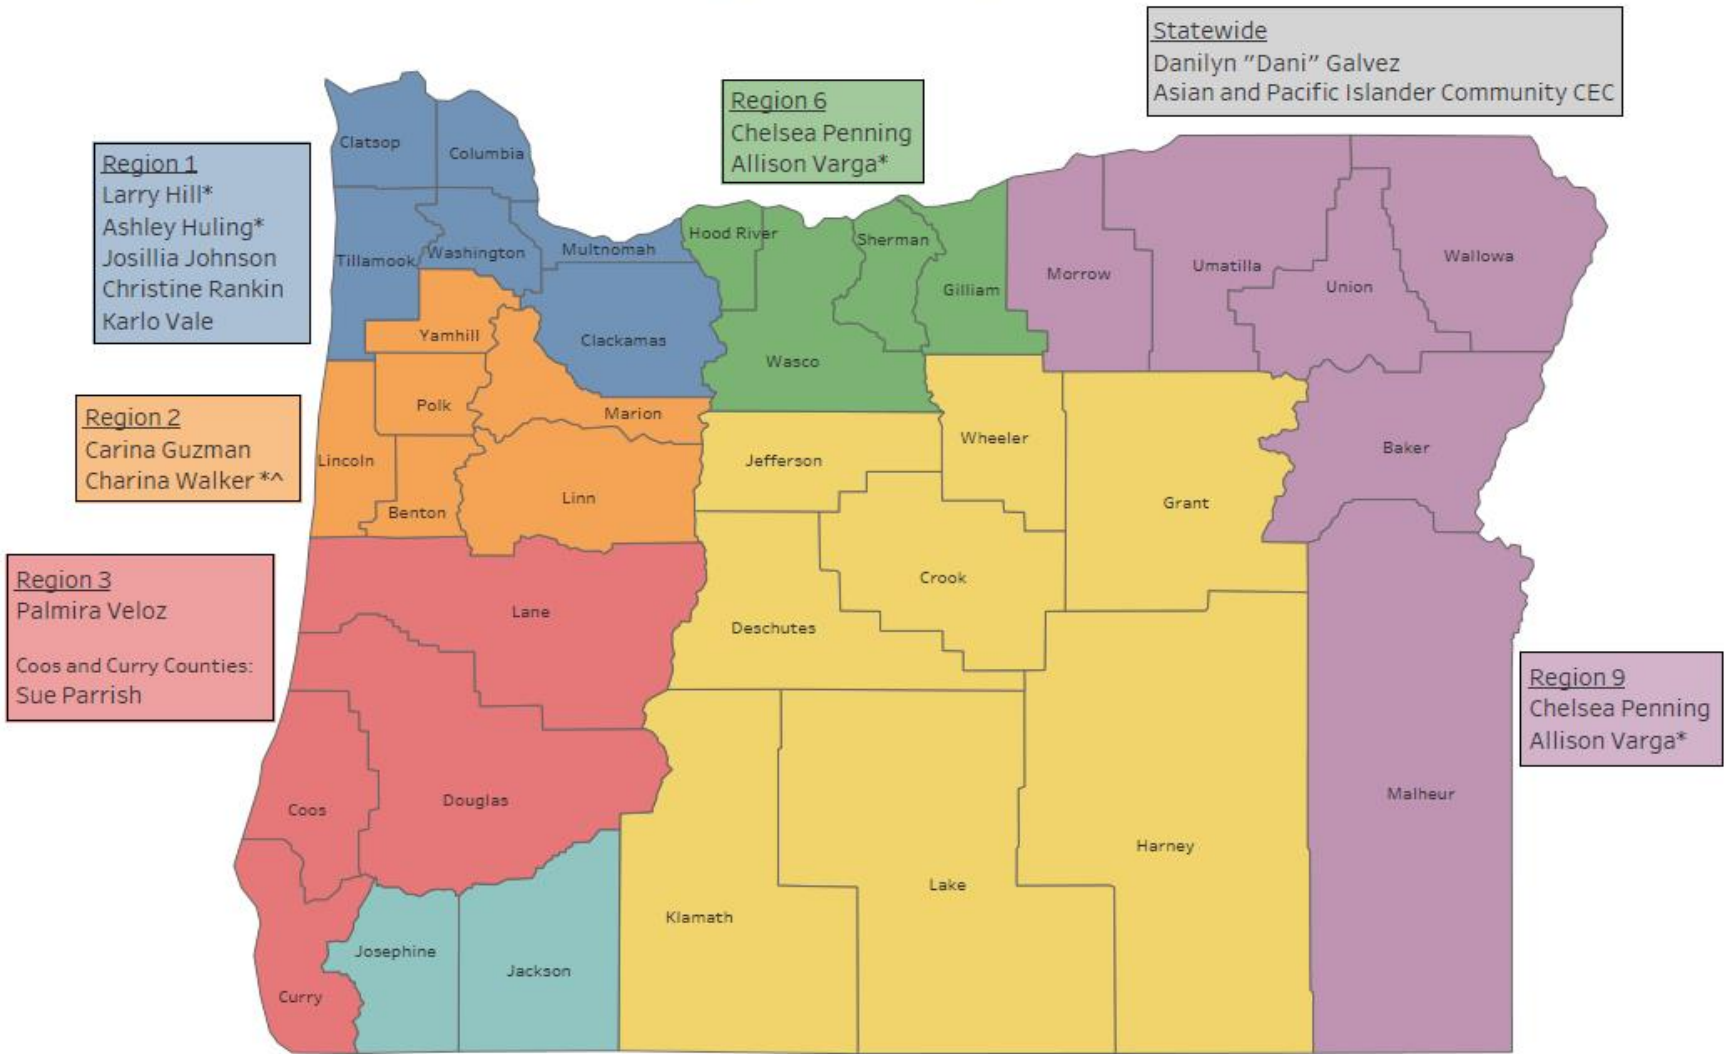 Statewide
Danilyn "Dani" Galvez
Asian and Pacific Islander Community CEC
Region 6
Chelsea Penning
Allison Varga*
Region 1
Larry Hill*
Ashley Huling*
Josillia Johnson
Christine Rankin
Karlo Vale
Region 2
Carina Guzman
Charina Walker *^
Region 3
Palmira Veloz
Coos and Curry Counties:
Sue Parrish
Region 9
Chelsea Penning
Allison Varga*
Clatsop
Columbia
Tillamook
Washington
Multnomah
Hood River
Sherman
Gilliam
Morrow
Umatilla
Union
Wallowa
Yamhill
Clackamas
Wasco
Polk
Marion
Lincoln
Benton
Linn
Jefferson
Wheeler
Grant
Baker
Lane
Deschutes
Crook
Coos
Douglas
Malheur
Harney
Lake
Klamath
Josephine
Jackson
Curry